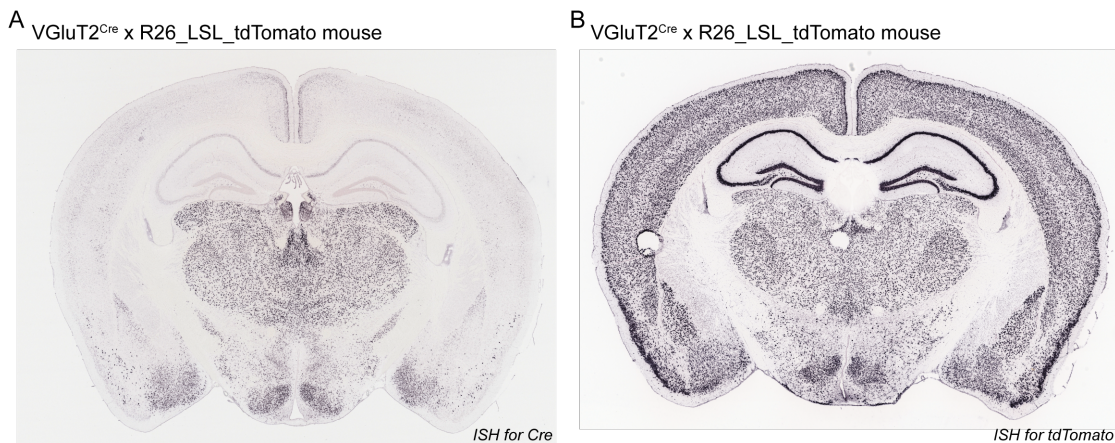 A
VGluT2Cre x R26_LSL_tdTomato mouse
ISH for Cre
B
VGluT2Cre x R26_LSL_tdTomato mouse
ISH for tdTomato